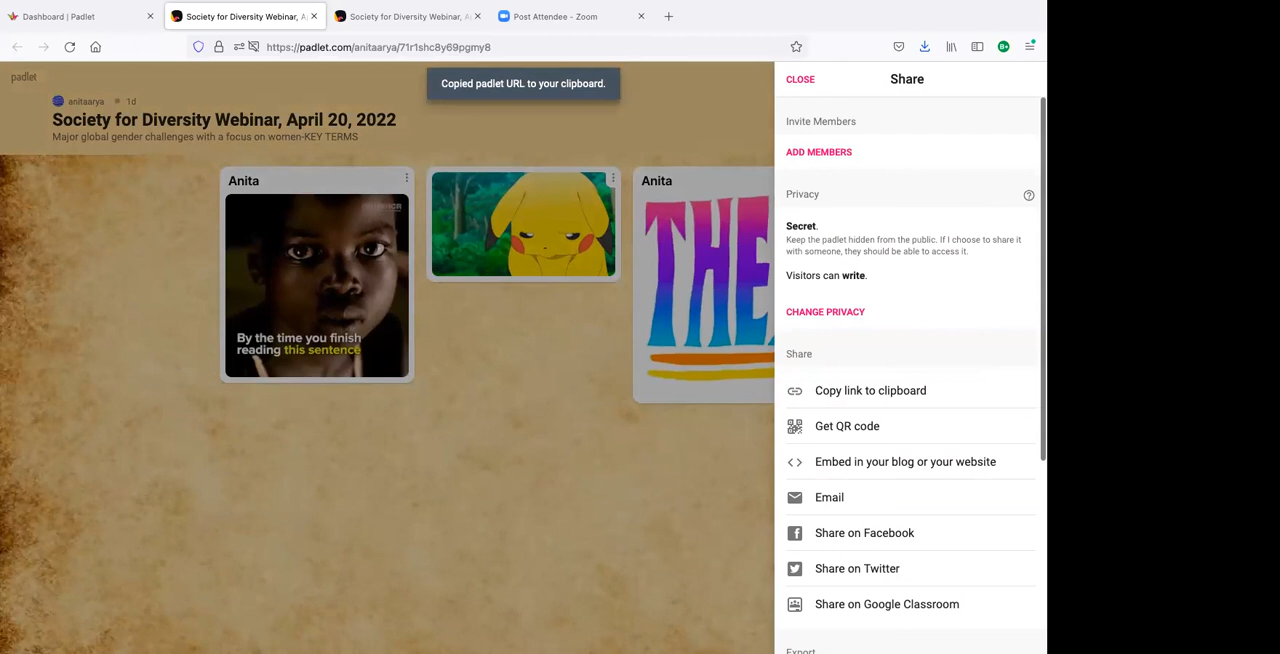 Dashboard | Padlet
Society for Diversity Webinar, A
Society for Diversity Webinar, A
Post Attendee - Zoom
https://padlet.com/anitaarya/71r1shc8y69pgmy8
padlet
Copied padlet URL to your clipboard.
anitaarya 1d
Society for Diversity Webinar, April 20, 2022
Major global gender challenges with a focus on women-KEY TERMS
Anita
By the time you finish
reading this sentence
Anita
THE
CLOSE
Share
Invite Members
ADD MEMBERS
Privacy
Secret.
Keep the padlet hidden from the public. If I choose to share it
with someone, they should be able to access it.
Visitors can write.
CHANGE PRIVACY
Share
Copy link to clipboard
Get QR code
Embed in your blog or your website
Email
Share on Facebook
Share on Twitter
Share on Google Classroom
Export